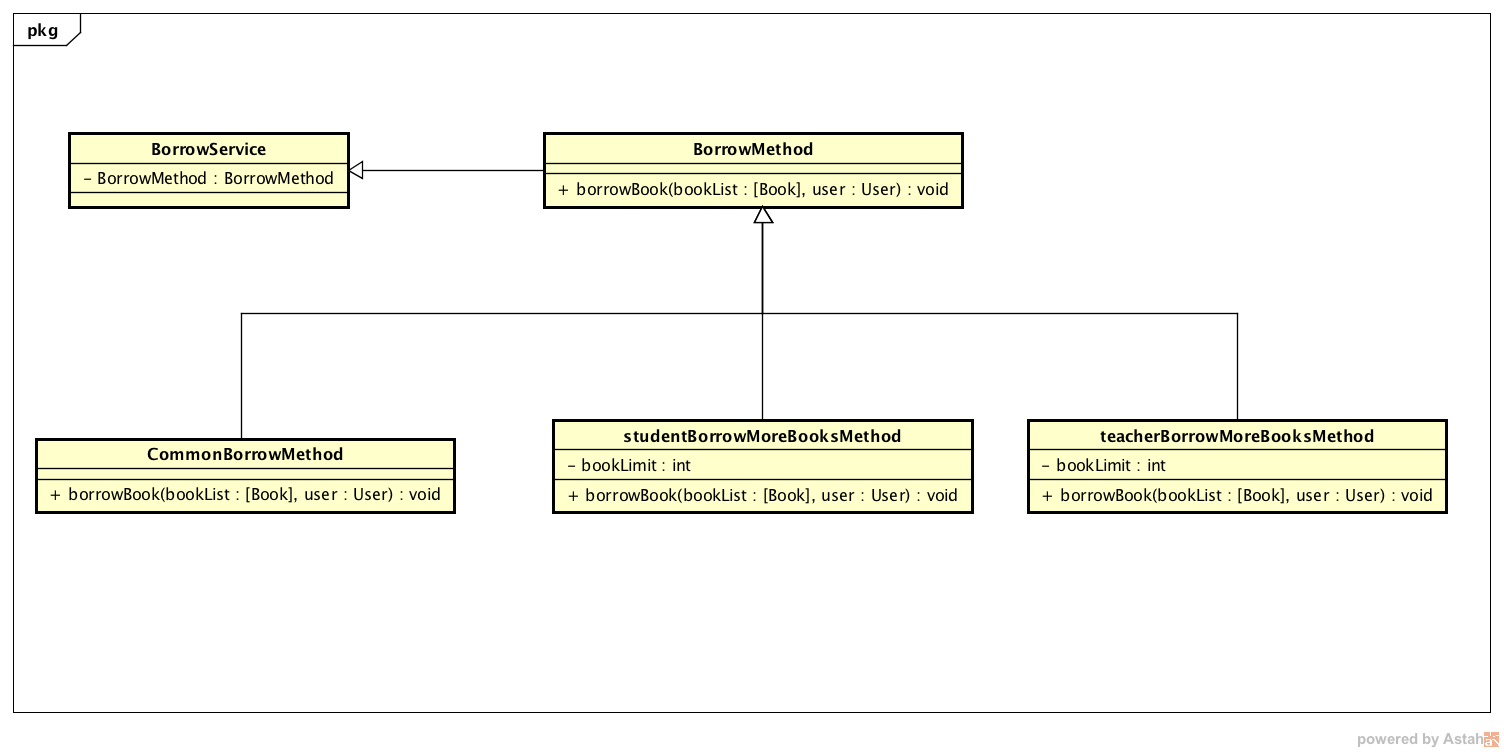 pkg
BorrowService
- BorrowMethod : BorrowMethod
BorrowMethod
+ borrowBook(bookList : [Book], user : User) : void
CommonBorrowMethod
+ borrowBook(bookList : [Book], user : User) : void
studentBorrowMoreBooksMethod
- bookLimit : int
+ borrowBook(bookList : [Book], user : User) : void
teacherBorrowMoreBooksMethod
- bookLimit : int
+ borrowBook(bookList : [Book], user : User) : void
powered by Astah